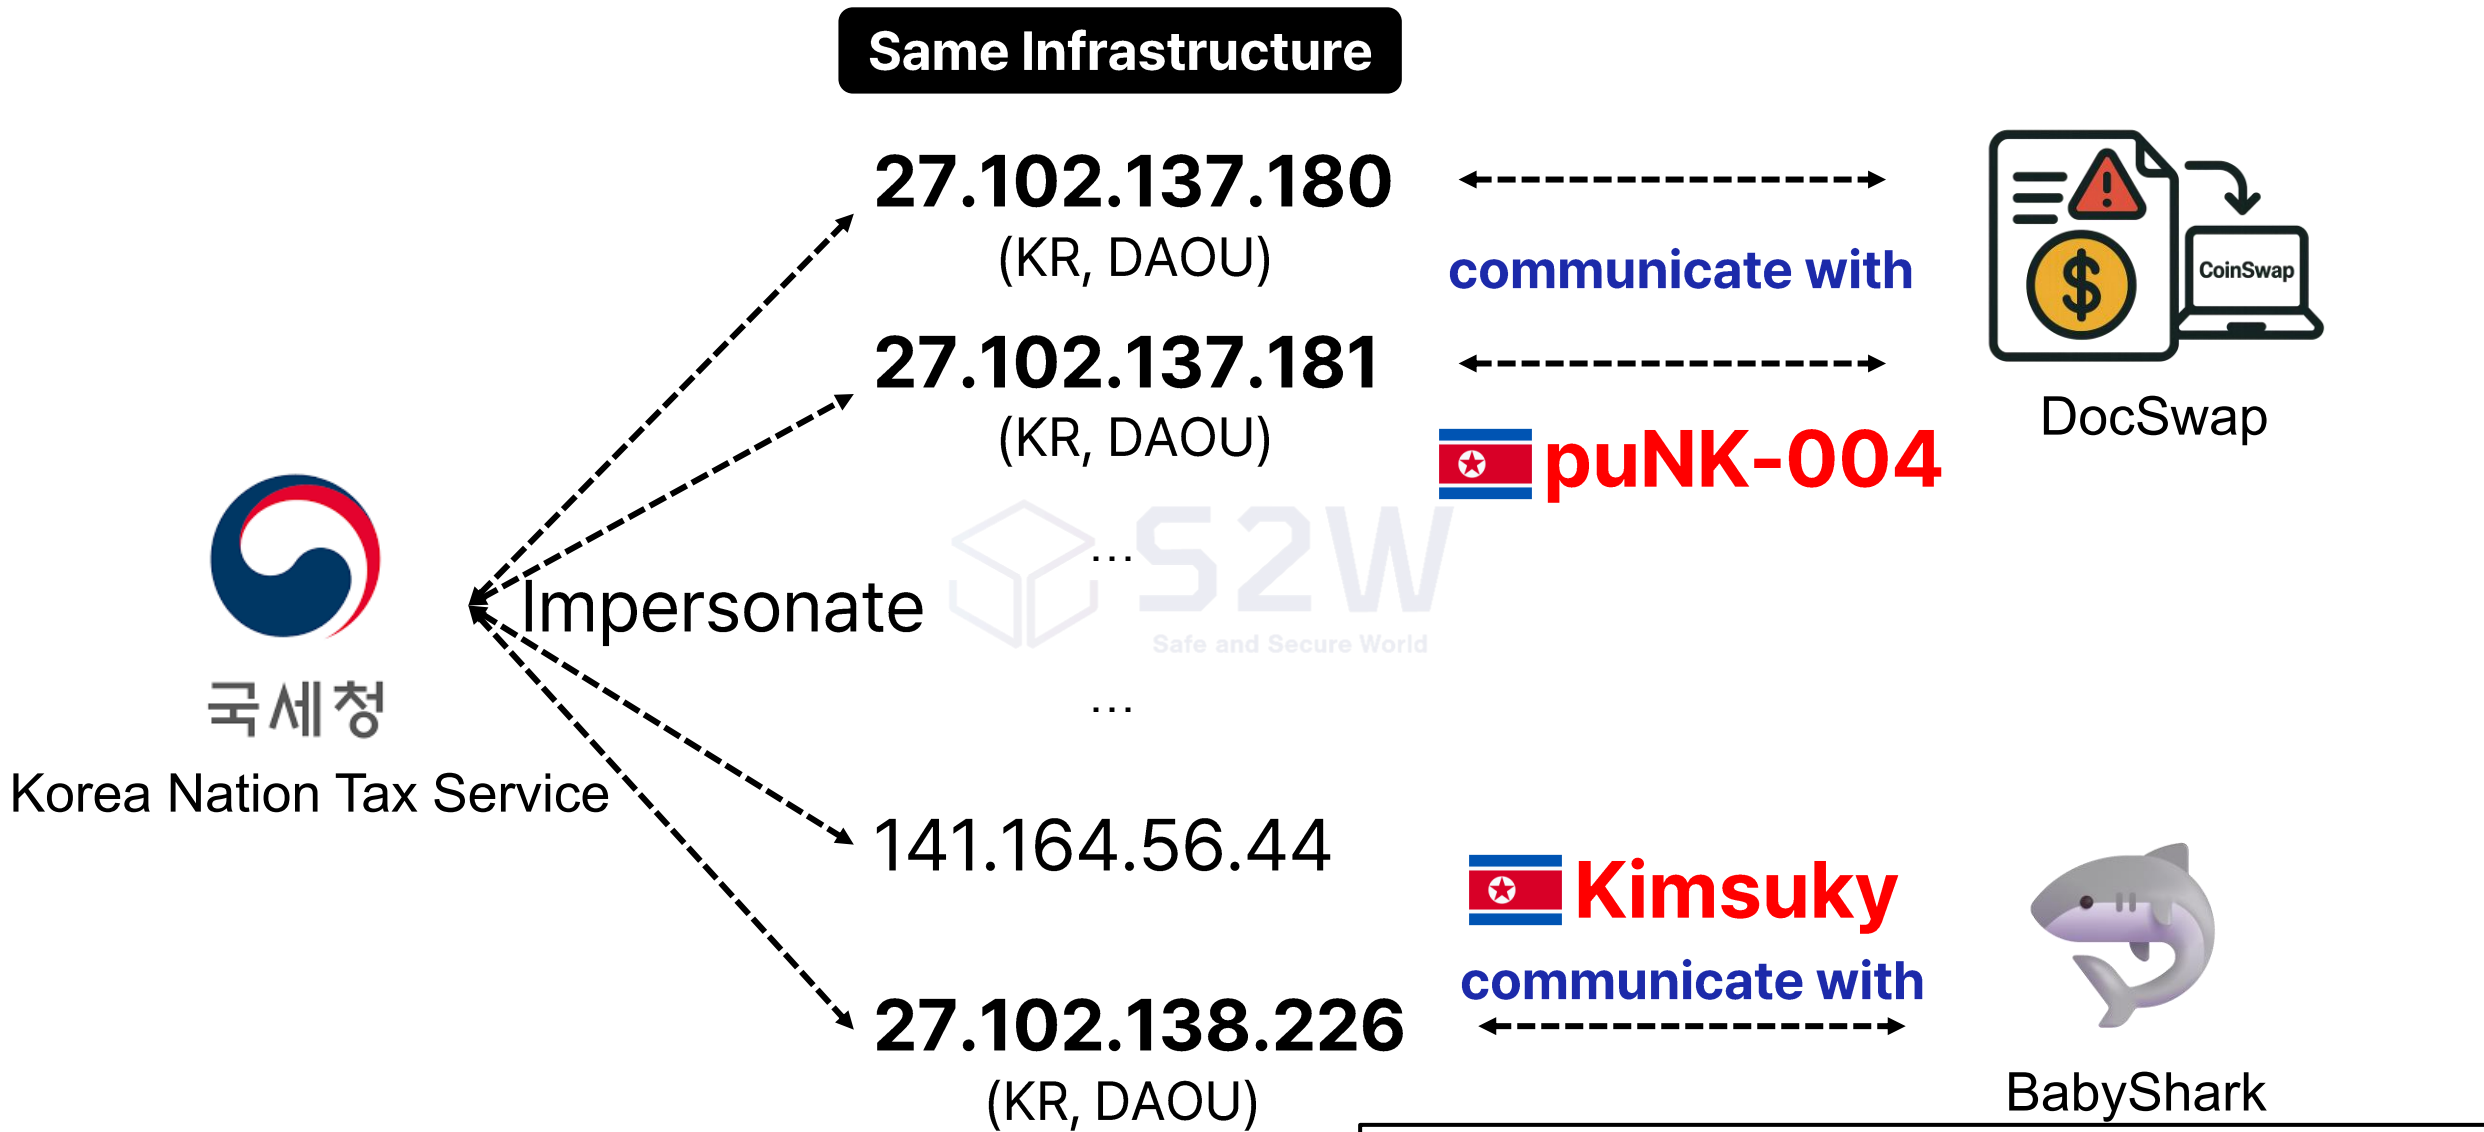 Same Infrastructure
27.102.137.180
(KR, DAOU)
communicate with
CoinSwap
DocSwap
27.102.137.181
(KR, DAOU)
puNK-004
...
S2W
Safe and Secure World
Impersonate
국세청
Korea Nation Tax Service
...
141.164.56.44
Kimsuky
communicate with
27.102.138.226
(KR, DAOU)
BabyShark